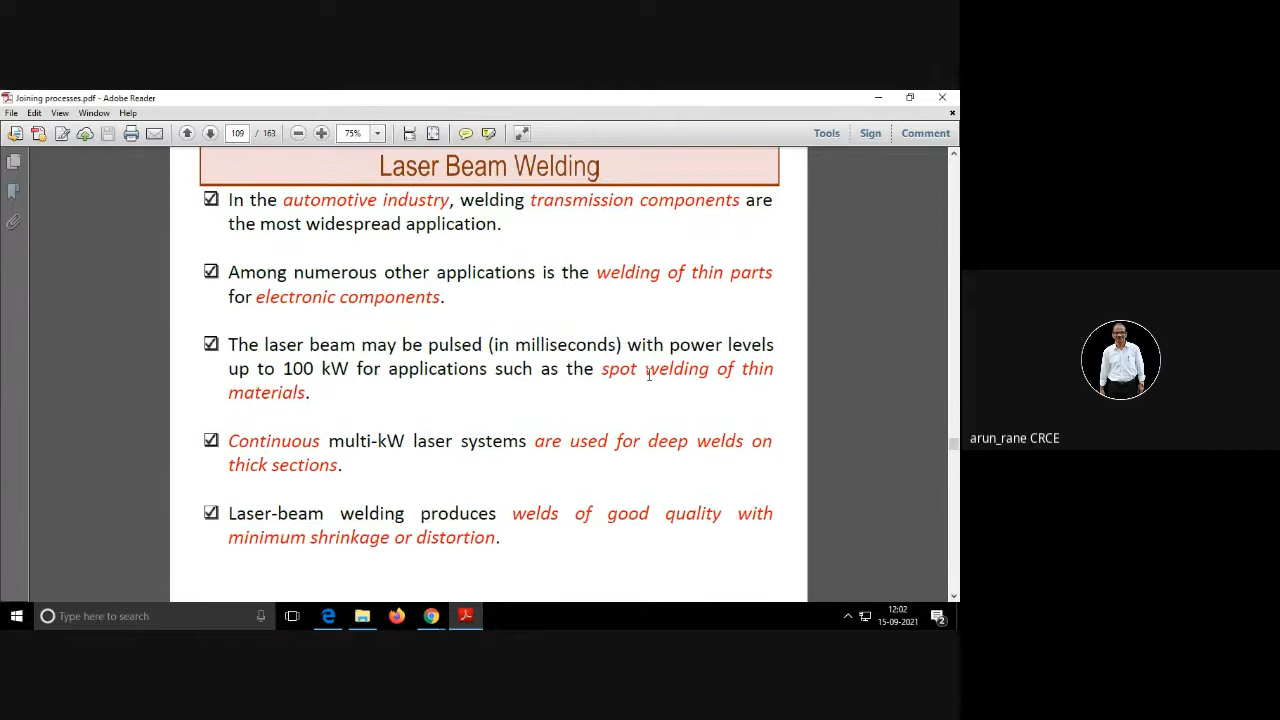 Joining processes.pdf - Adobe Reader
File Edit View Window Help
109 / 163 75% Tools Sign Comment
Laser Beam Welding
In the automotive industry, welding transmission components are
the most widespread application.
Among numerous other applications is the welding of thin parts
for electronic components.
The laser beam may be pulsed (in milliseconds) with power levels
up to 100 kW for applications such as the spot welding of thin
materials.
Continuous multi-kW laser systems are used for deep welds on
thick sections.
Laser-beam welding produces welds of good quality with
minimum shrinkage or distortion.
arun_rane CRCE
Type here to search
12:02
15-09-2021
2